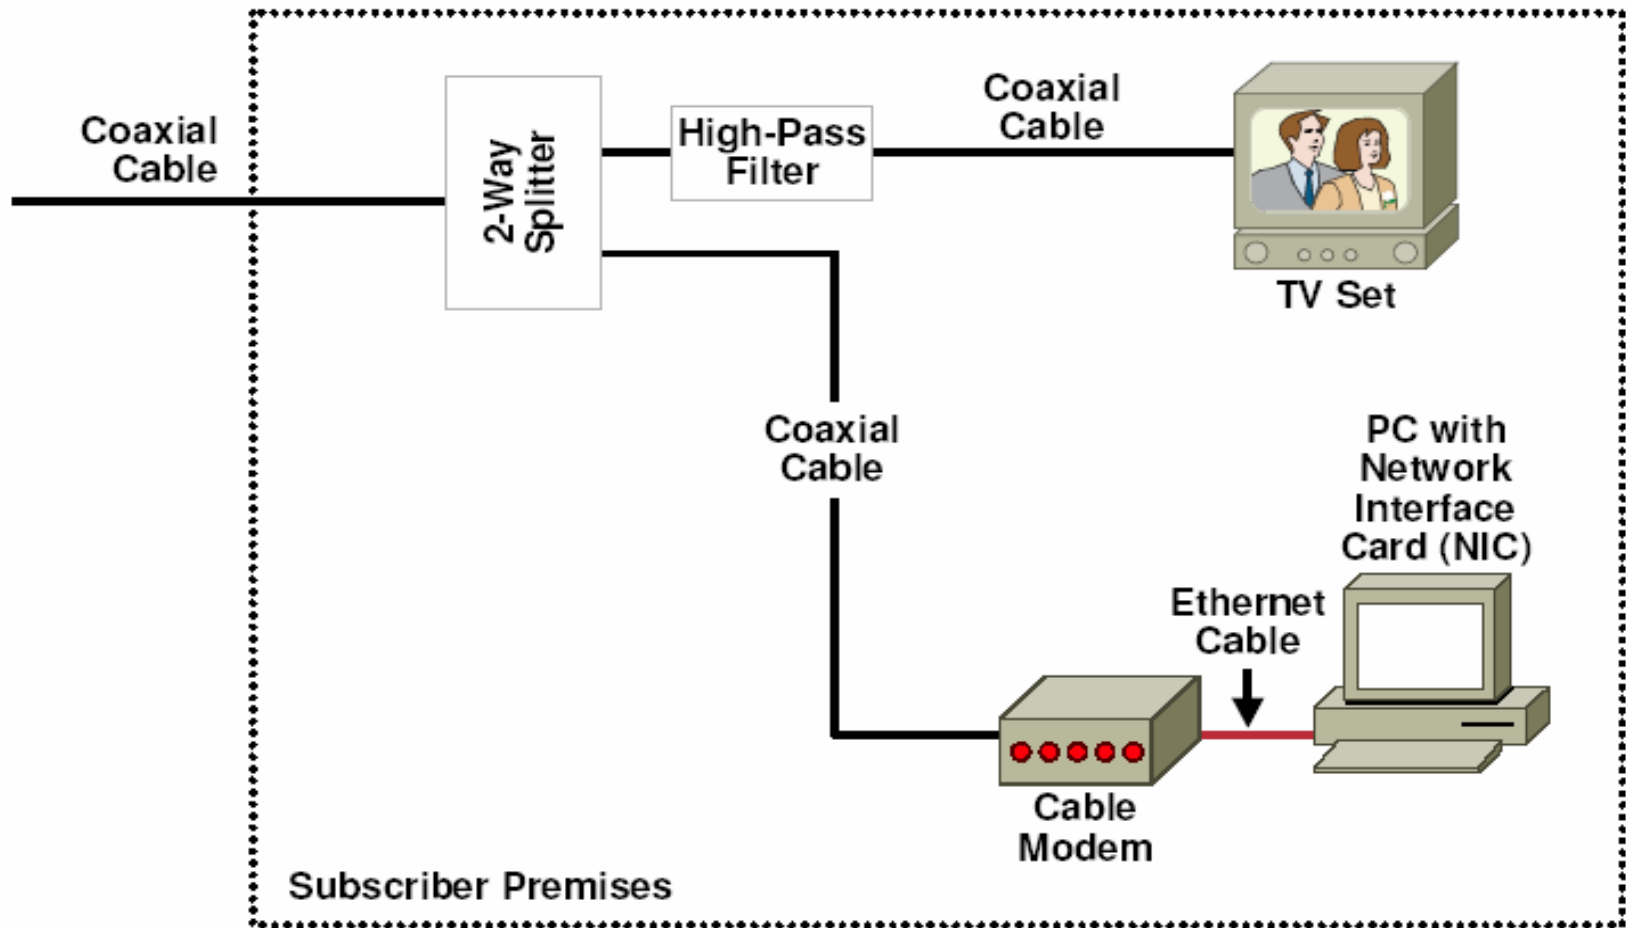 Coaxial
Cable
2-Way
Splitter
High-Pass
Filter
Coaxial
Cable
TV Set
Coaxial
Cable
PC with
Network
Interface
Card (NIC)
Ethernet
Cable
Cable
Modem
Subscriber Premises